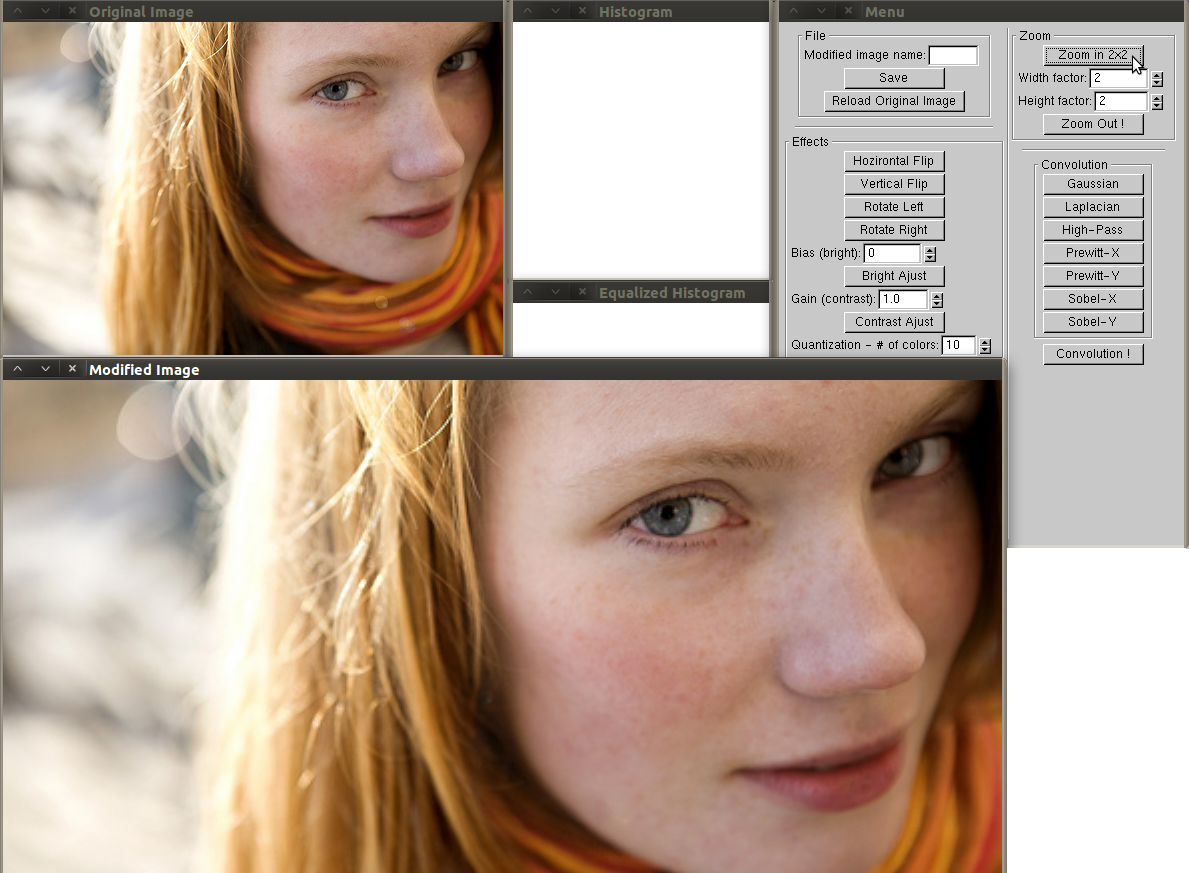 Original Image
Histogram
Menu
File
Modified image name:
Save
Reload Original Image
Effects
Hozirontal Flip
Vertical Flip
Rotate Left
Rotate Right
Bias (bright): 0
Bright Ajust
Gain (contrast): 1.0
Contrast Ajust
Quantization - # of colors: 10
Zoom
Zoom in 2x2
Width factor: 2
Height factor: 2
Zoom Out !
Convolution
Gaussian
Laplacian
High-Pass
Prewitt-X
Prewitt-Y
Sobel-X
Sobel-Y
Convolution !
Equalized Histogram
Modified Image